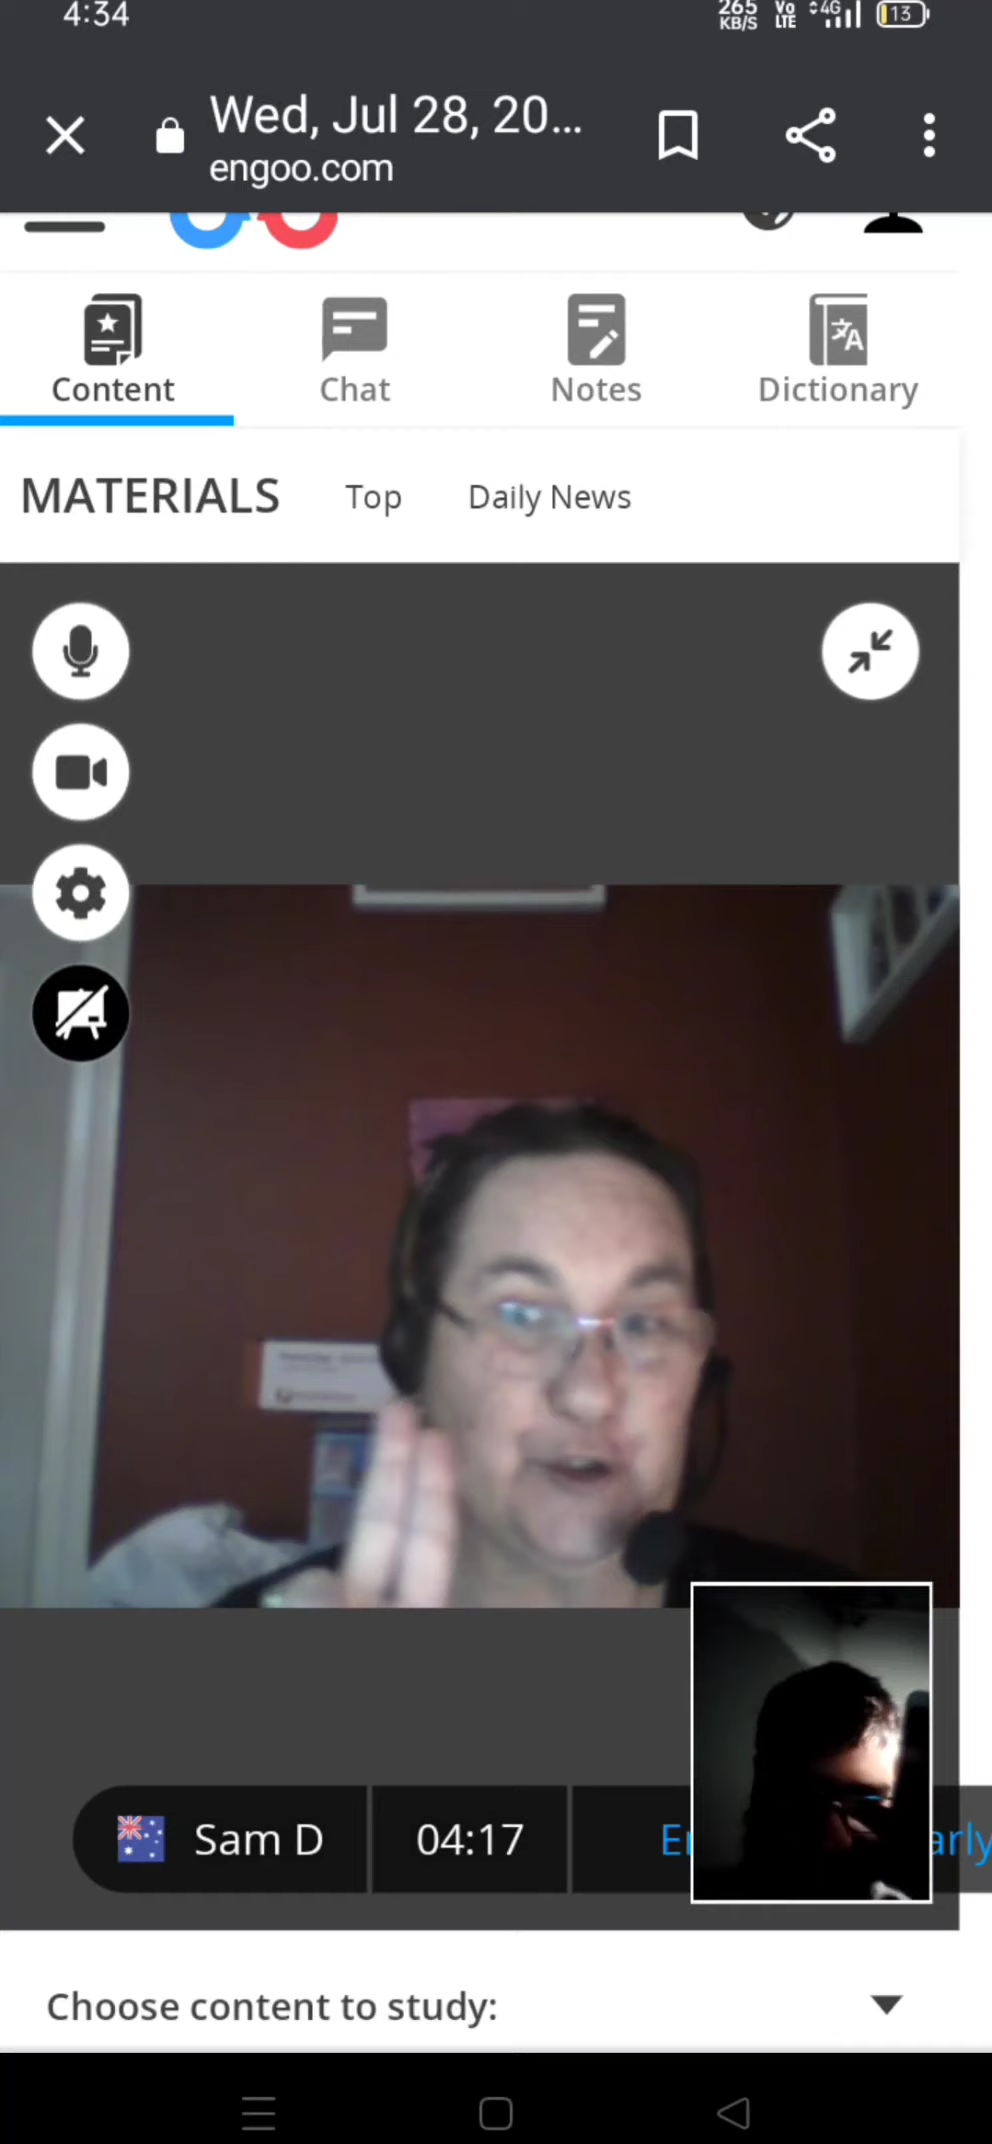 4:34
265 KB/S Vo LTE 4G 13
Wed, Jul 28, 20...
engoo.com
Content Chat Notes Dictionary
MATERIALS Top Daily News
Sam D 04:17
Choose content to study: